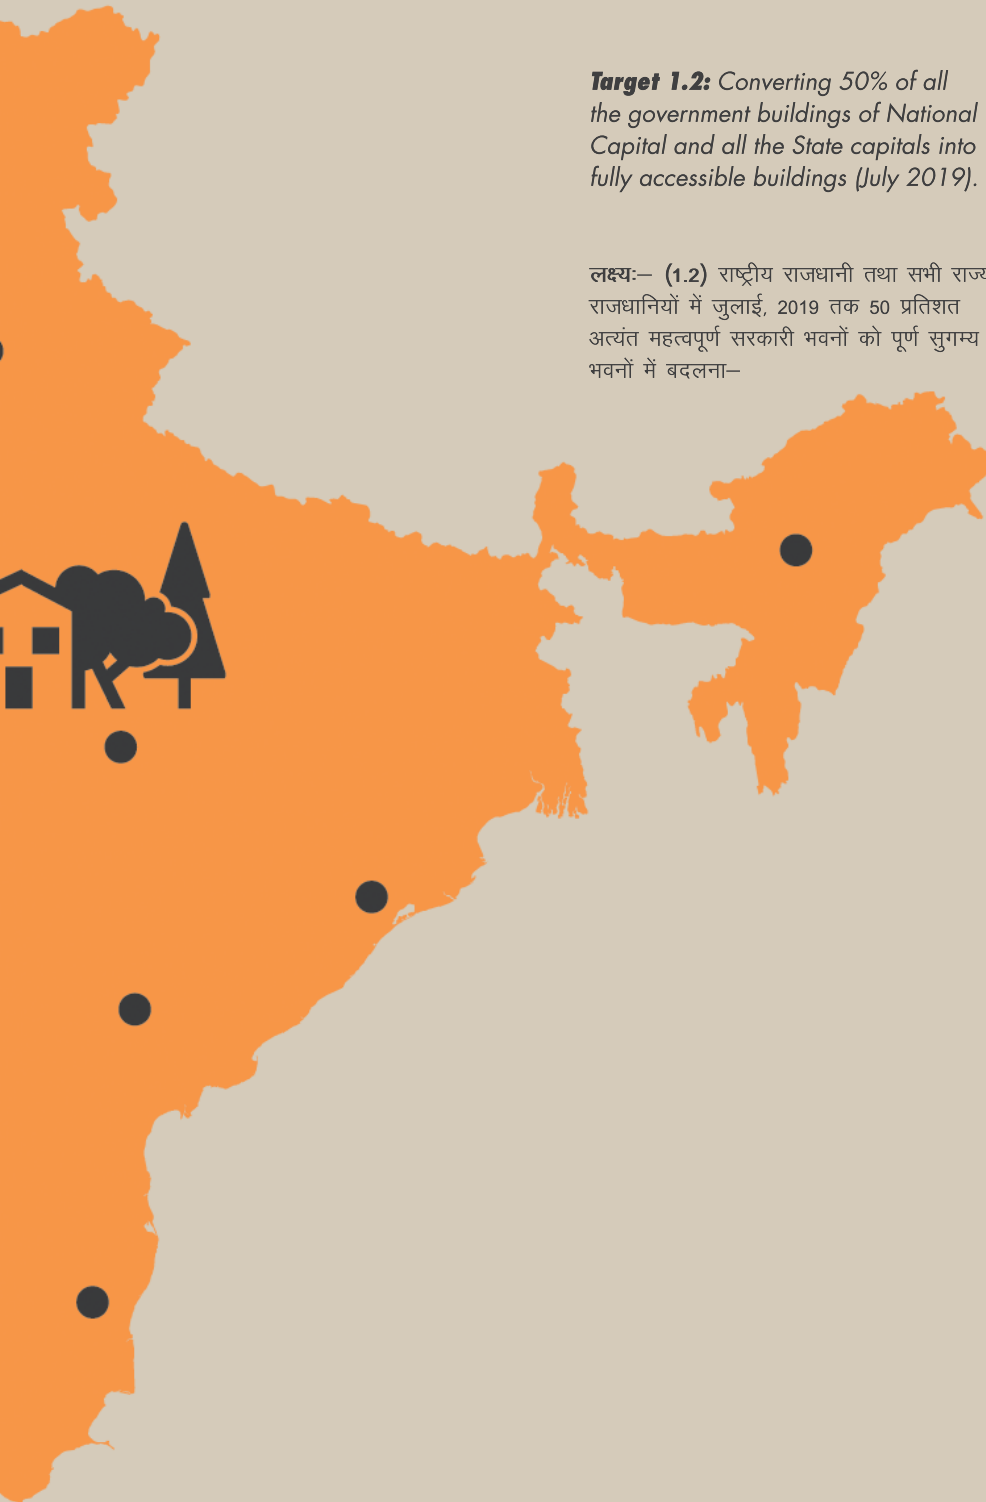 Target 1.2: Converting 50% of all
the government buildings of National
Capital and all the State capitals into
fully accessible buildings (July 2019).
लक्ष्य:– (1.2) राष्ट्रीय राजधानी तथा सभी राज्य
राजधानियों में जुलाई, 2019 तक 50 प्रतिशत
अत्यंत महत्वपूर्ण सरकारी भवनों को पूर्ण सुगम्य
भवनों में बदलना–